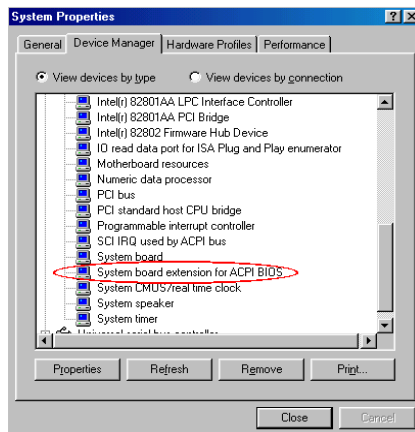 System Properties
General Device Manager Hardware Profiles Performance
View devices by type View devices by connection
Intel(r) 82801AA LPC Interface Controller
Intel(r) 82801AA PCI Bridge
Intel(r) 82802 Firmware Hub Device
IO read data port for ISA Plug and Play enumerator
Motherboard resources
Numeric data processor
PCI bus
PCI standard host CPU bridge
Programmable interrupt controller
SCI IRQ used by ACPI bus
System board
System board extension for ACPI BIOS
System CMOS/real time clock
System speaker
System timer
Universal serial bus controller
Properties Refresh Remove Print...
Close Cancel